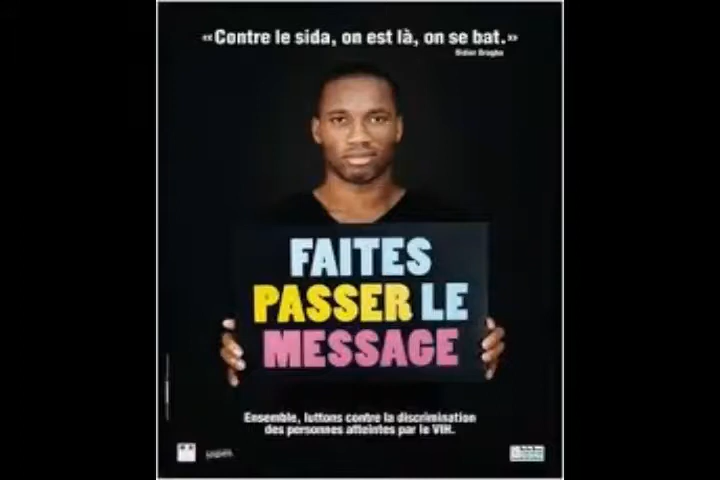 «Contre le sida, on est là, on se bat.»
Didier Drogba
FAITES
PASSER LE
MESSAGE
Ensemble, luttons contre la discrimination
des personnes atteintes par le VIH.